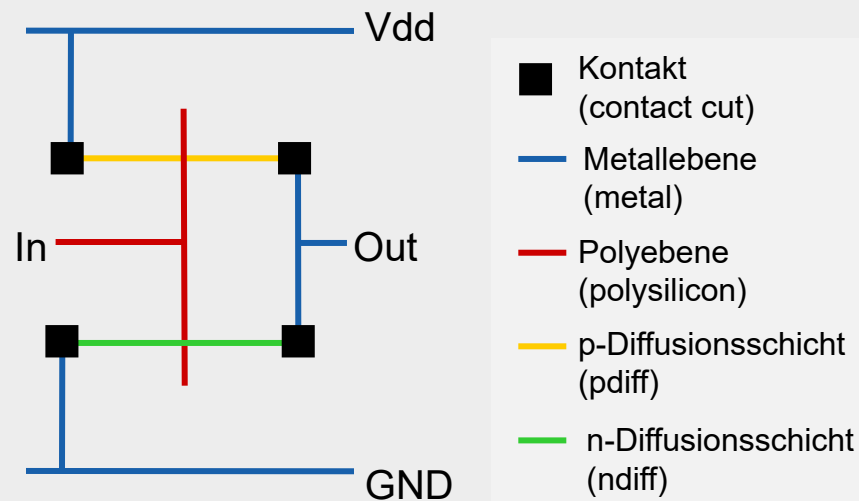 Vdd
In
Out
GND
Kontakt
(contact cut)
Metallebene
(metal)
Polyebene
(polysilicon)
p-Diffusionsschicht
(pdiff)
n-Diffusionsschicht
(ndiff)